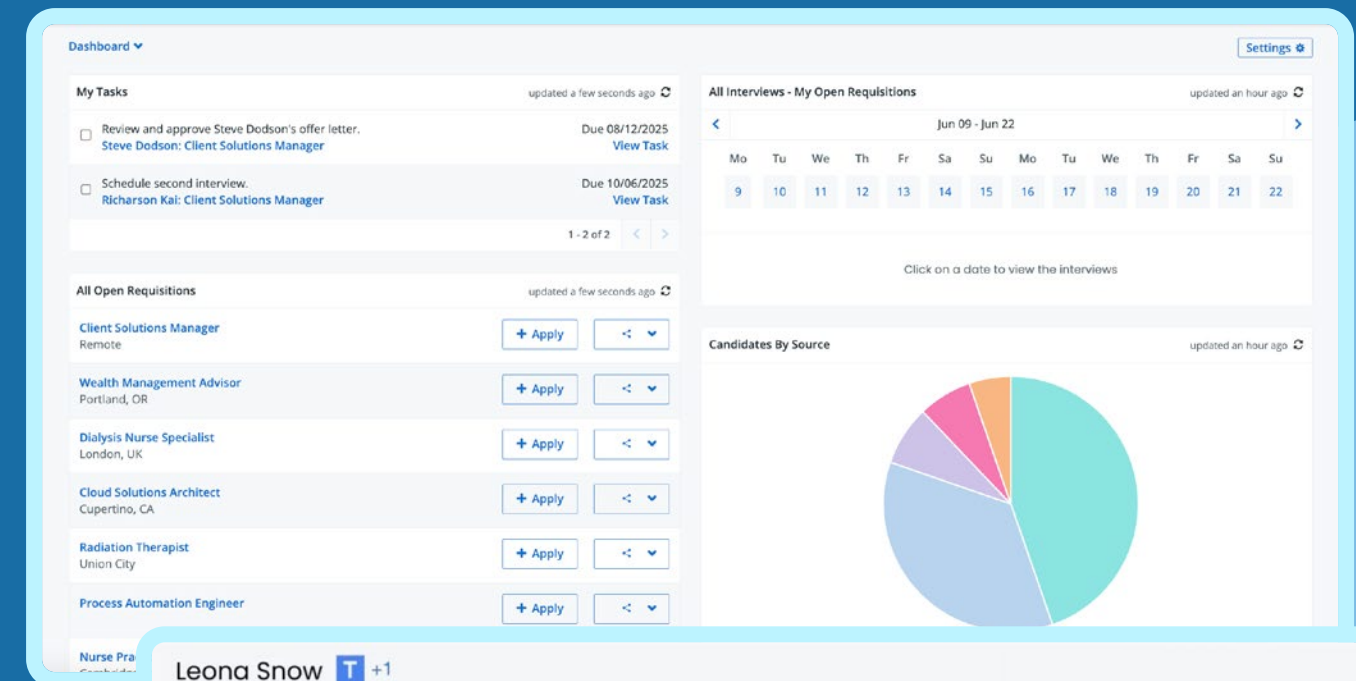 Dashboard
Settings
My Tasks
updated a few seconds ago
Review and approve Steve Dodson's offer letter.
Due 08/12/2025
Steve Dodson: Client Solutions Manager
View Task
Schedule second interview.
Due 10/06/2025
Richarson Kai: Client Solutions Manager
View Task
1 - 2 of 2
All Open Requisitions
updated a few seconds ago
Client Solutions Manager
Remote
+ Apply
Wealth Management Advisor
Portland, OR
+ Apply
Dialysis Nurse Specialist
London, UK
+ Apply
Cloud Solutions Architect
Cupertino, CA
+ Apply
Radiation Therapist
Union City
+ Apply
Process Automation Engineer
+ Apply
Nurse Pra
All Interviews - My Open Requisitions
updated an hour ago
Jun 09 - Jun 22
Mo Tu We Th Fr Sa Su Mo Tu We Th Fr Sa Su
9 10 11 12 13 14 15 16 17 18 19 20 21 22
Click on a date to view the interviews
Candidates By Source
updated an hour ago
Leona Snow T +1